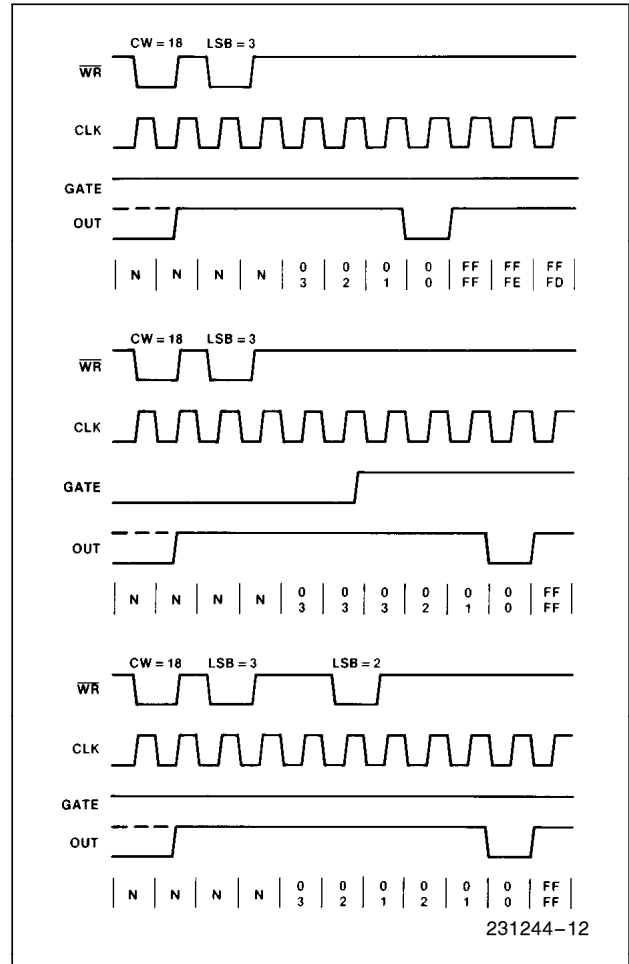 CW = 18 LSB = 3
WR
CLK
GATE
OUT
N N N N 0 0 0 0 FF FF FF
3 2 1 0 FF FE FD
CW = 18 LSB = 3
WR
CLK
GATE
OUT
N N N N 0 0 0 0 0 0 FF
3 3 3 2 1 0 FF
CW = 18 LSB = 3 LSB = 2
WR
CLK
GATE
OUT
N N N N 0 0 0 0 0 0 FF
3 2 1 2 1 0 FF
231244–12